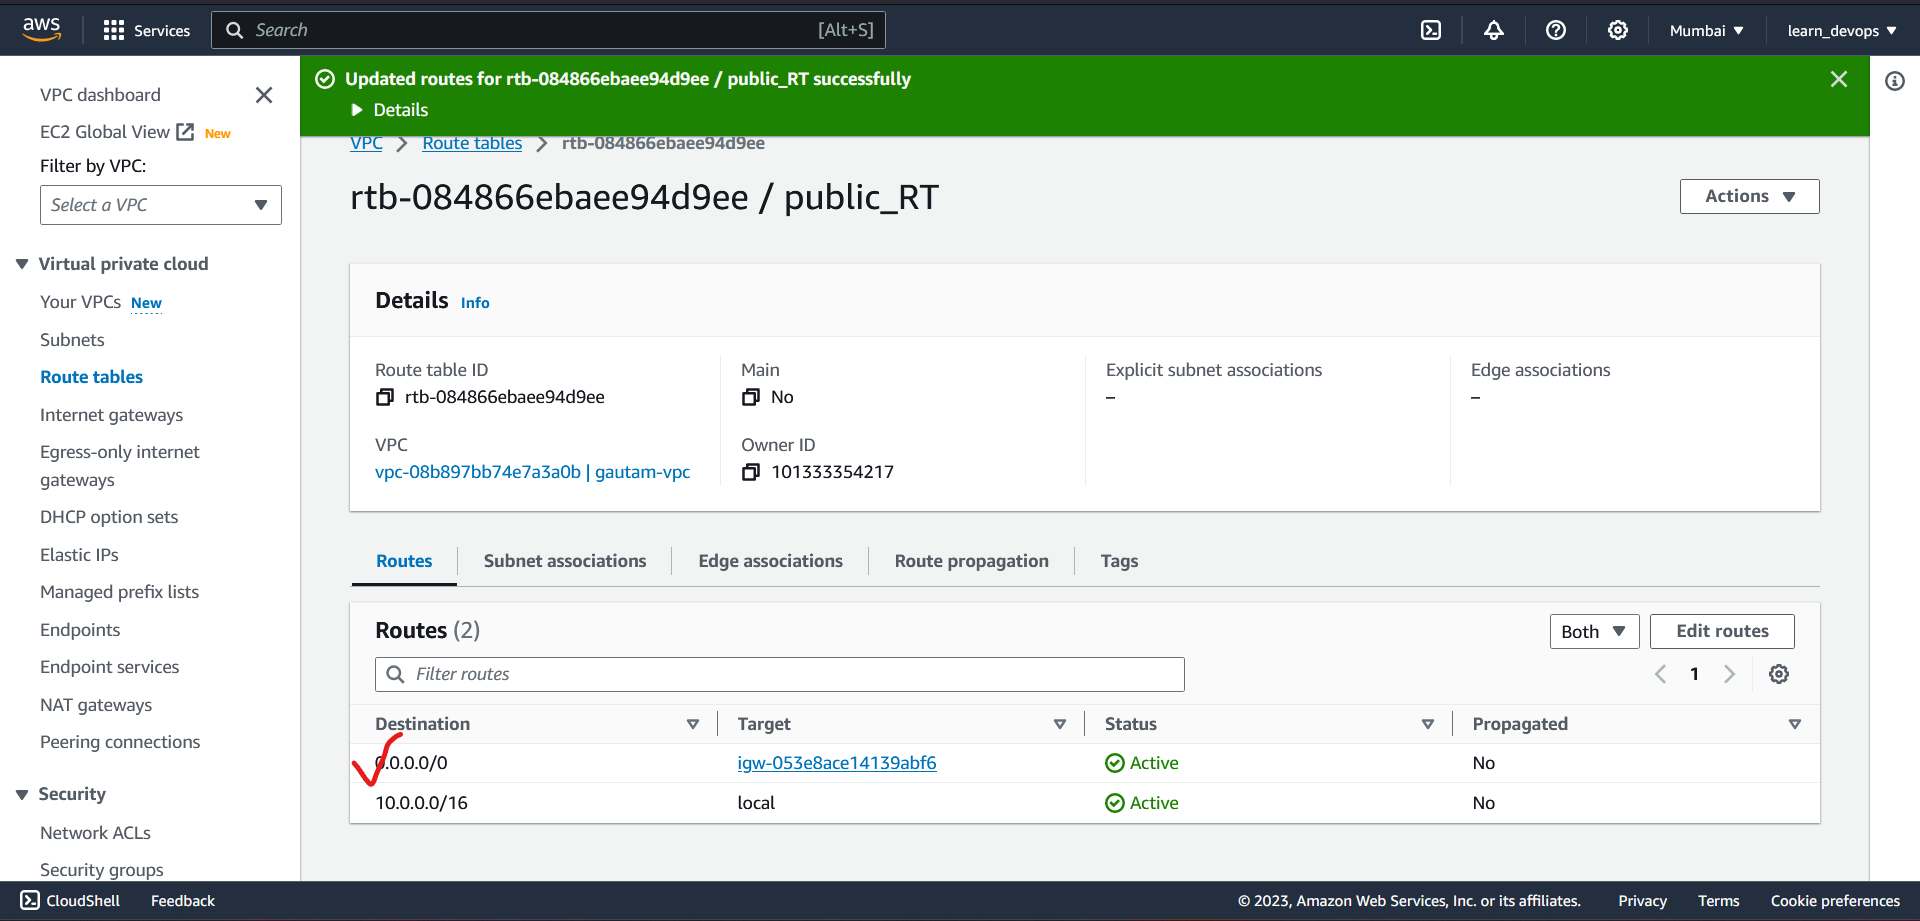 aws Services Search [Alt+S] Mumbai learn_devops
VPC dashboard
EC2 Global View New
Filter by VPC:
Select a VPC
Virtual private cloud
Your VPCs New
Subnets
Route tables
Internet gateways
Egress-only internet
gateways
DHCP option sets
Elastic IPs
Managed prefix lists
Endpoints
Endpoint services
NAT gateways
Peering connections
Security
Network ACLs
Security groups
Updated routes for rtb-084866ebaee94d9ee / public_RT successfully
Details
VPC Route tables rtb-084866ebaee94d9ee
rtb-084866ebaee94d9ee / public_RT
Actions
Details Info
Route table ID
rtb-084866ebaee94d9ee
Main
No
Explicit subnet associations
–
Edge associations
–
VPC
vpc-08b897bb74e7a3a0b | gautam-vpc
Owner ID
101333354217
Routes Subnet associations Edge associations Route propagation Tags
Routes (2)
Both Edit routes
Filter routes
1
Destination Target Status Propagated
0.0.0.0/0 igw-053e8ace14139abf6 Active No
10.0.0.0/16 local Active No
CloudShell Feedback © 2023, Amazon Web Services, Inc. or its affiliates. Privacy Terms Cookie preferences